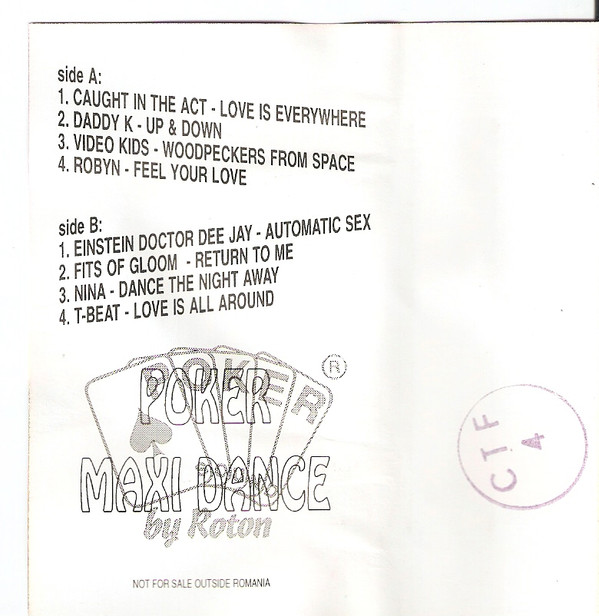 side A:
1. CAUGHT IN THE ACT - LOVE IS EVERYWHERE
2. DADDY K - UP & DOWN
3. VIDEO KIDS - WOODPECKERS FROM SPACE
4. ROBYN - FEEL YOUR LOVE
side B:
1. EINSTEIN DOCTOR DEE JAY - AUTOMATIC SEX
2. FITS OF GLOOM - RETURN TO ME
3. NINA - DANCE THE NIGHT AWAY
4. T-BEAT - LOVE IS ALL AROUND
POKER ®
POKER
MAXI DANCE
by Roton
NOT FOR SALE OUTSIDE ROMANIA
CTF
4